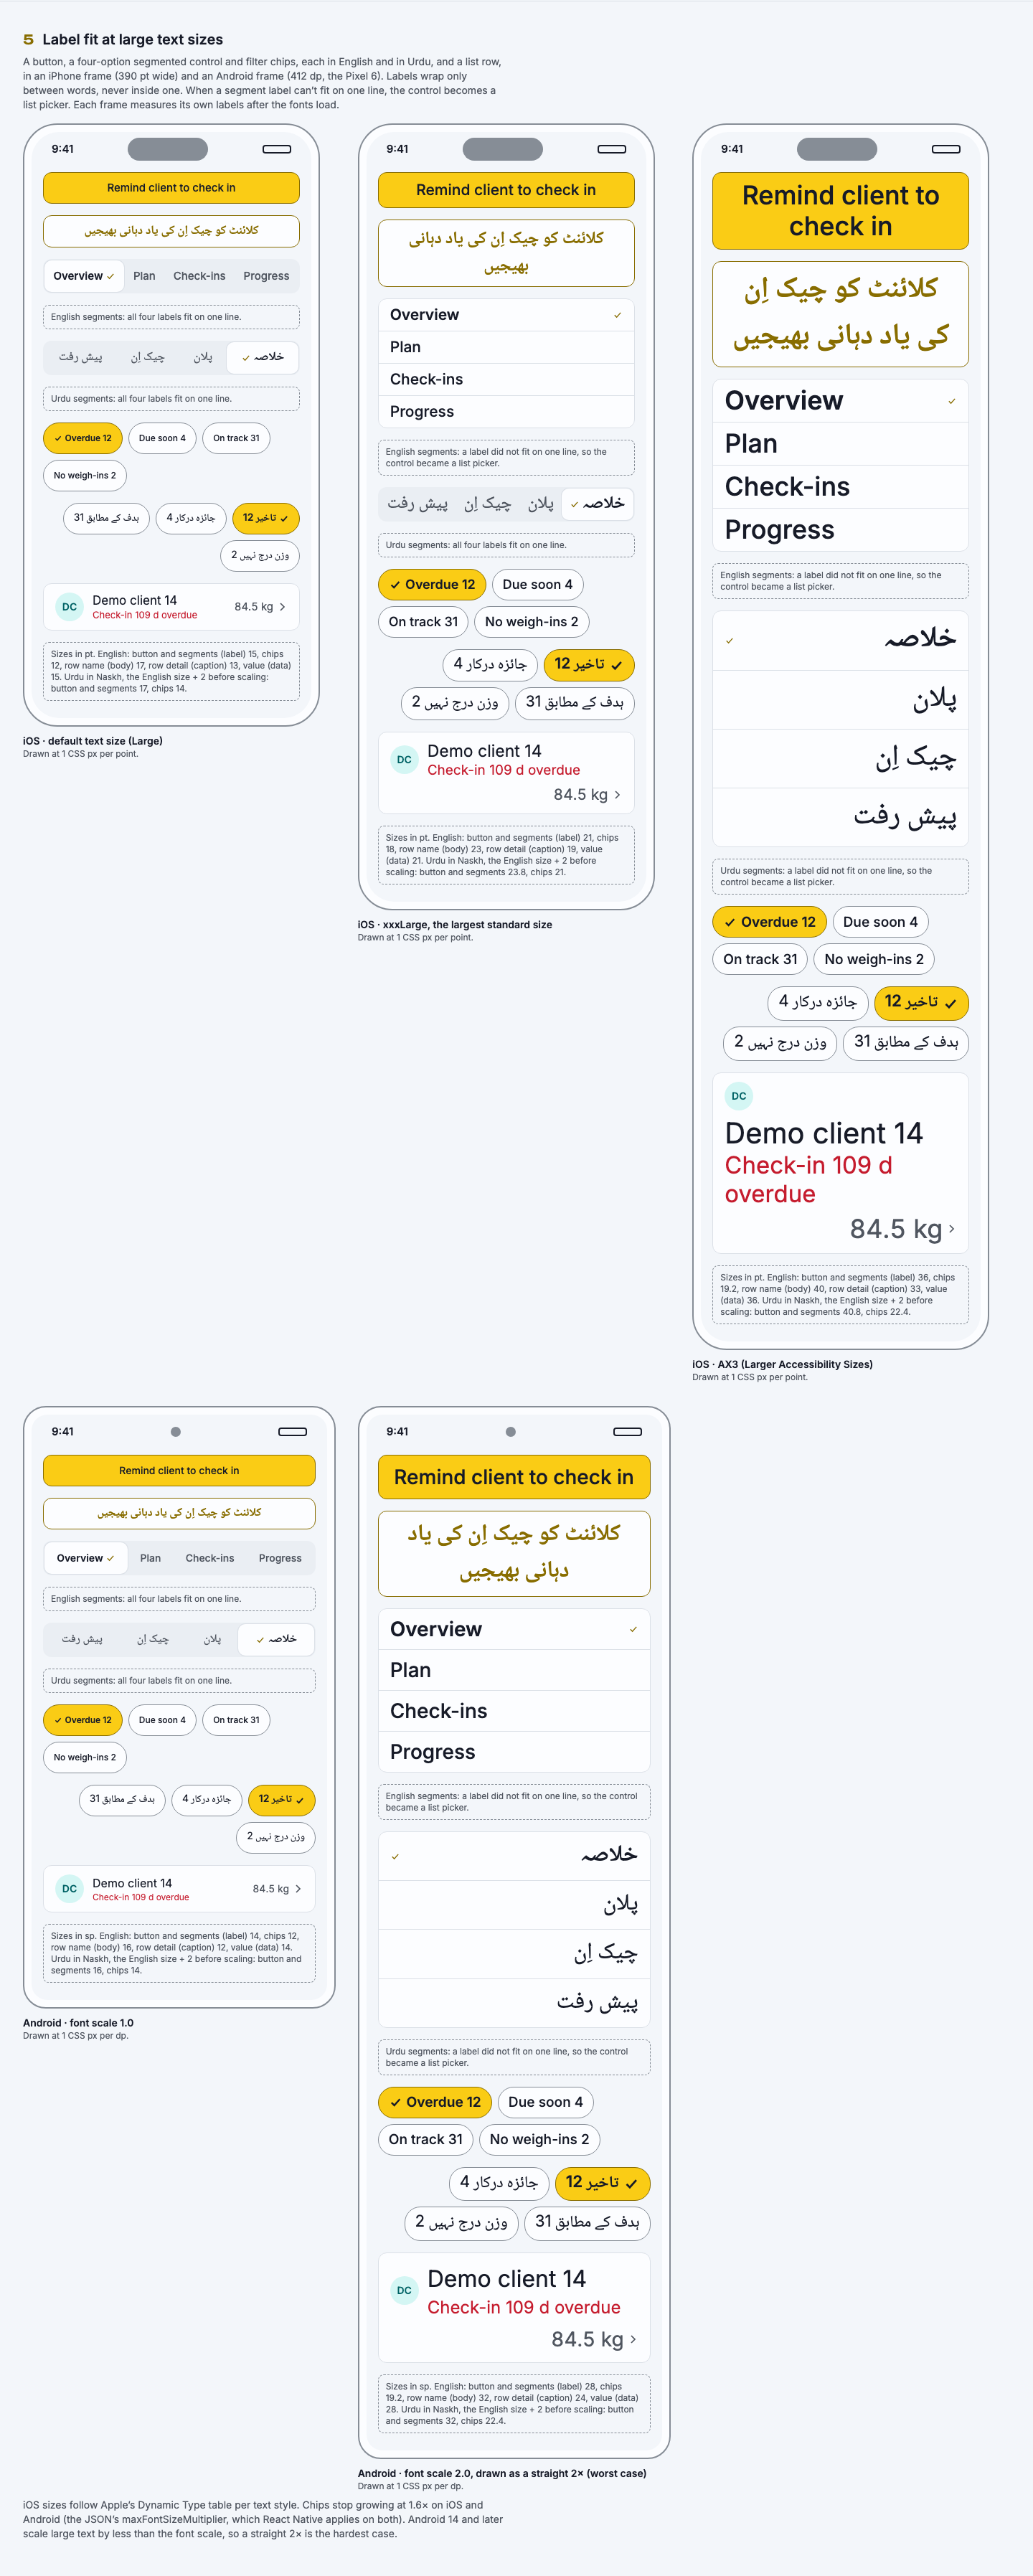 5 Label fit at large text sizes
A button, a four-option segmented control and filter chips, each in English and in Urdu, and a list row,
in an iPhone frame (390 pt wide) and an Android frame (412 dp, the Pixel 6). Labels wrap only
between words, never inside one. When a segment label can't fit on one line, the control becomes a
list picker. Each frame measures its own labels after the fonts load.
9:41
Remind client to check in
کلائنٹ کو چیک اِن کی یاد دہانی بھیجیں
Overview ✓ Plan Check-ins Progress
English segments: all four labels fit on one line.
خلاصہ ✓ پلان چیک اِن پیش رفت
Urdu segments: all four labels fit on one line.
✓ Overdue 12 Due soon 4 On track 31
No weigh-ins 2
✓ تاخیر 12 جائزہ درکار 4 ہدف کے مطابق 31
وزن درج نہیں 2
DC Demo client 14 84.5 kg
Check-in 109 d overdue
Sizes in pt. English: button and segments (label) 15, chips
12, row name (body) 17, row detail (caption) 13, value (data)
15. Urdu in Naskh, the English size + 2 before scaling:
button and segments 17, chips 14.
iOS · default text size (Large)
Drawn at 1 CSS px per point.
9:41
Remind client to check in
کلائنٹ کو چیک اِن کی یاد دہانی
بھیجیں
Overview ✓
Plan
Check-ins
Progress
English segments: a label did not fit on one line, so the
control became a list picker.
خلاصہ ✓ پلان چیک اِن پیش رفت
Urdu segments: all four labels fit on one line.
✓ Overdue 12 Due soon 4
On track 31 No weigh-ins 2
✓ تاخیر 12 جائزہ درکار 4
ہدف کے مطابق 31 وزن درج نہیں 2
DC Demo client 14
Check-in 109 d overdue
84.5 kg
Sizes in pt. English: button and segments (label) 21, chips
18, row name (body) 23, row detail (caption) 19, value
(data) 21. Urdu in Naskh, the English size + 2 before
scaling: button and segments 23.8, chips 21.
iOS · xxxLarge, the largest standard size
Drawn at 1 CSS px per point.
9:41
Remind client to
check in
کلائنٹ کو چیک اِن
کی یاد دہانی بھیجیں
Overview ✓
Plan
Check-ins
Progress
English segments: a label did not fit on one line, so the
control became a list picker.
خلاصہ ✓
پلان
چیک اِن
پیش رفت
Urdu segments: a label did not fit on one line, so the
control became a list picker.
✓ Overdue 12 Due soon 4
On track 31 No weigh-ins 2
✓ تاخیر 12 جائزہ درکار 4
ہدف کے مطابق 31 وزن درج نہیں 2
DC
Demo client 14
Check-in 109 d
overdue
84.5 kg
Sizes in pt. English: button and segments (label) 36, chips
19.2, row name (body) 40, row detail (caption) 33, value
(data) 36. Urdu in Naskh, the English size + 2 before
scaling: button and segments 40.8, chips 22.4.
iOS · AX3 (Larger Accessibility Sizes)
Drawn at 1 CSS px per point.
9:41
Remind client to check in
کلائنٹ کو چیک اِن کی یاد دہانی بھیجیں
Overview ✓ Plan Check-ins Progress
English segments: all four labels fit on one line.
خلاصہ ✓ پلان چیک اِن پیش رفت
Urdu segments: all four labels fit on one line.
✓ Overdue 12 Due soon 4 On track 31
No weigh-ins 2
✓ تاخیر 12 جائزہ درکار 4 ہدف کے مطابق 31
وزن درج نہیں 2
DC Demo client 14 84.5 kg
Check-in 109 d overdue
Sizes in sp. English: button and segments (label) 14, chips 12,
row name (body) 16, row detail (caption) 12, value (data) 14.
Urdu in Naskh, the English size + 2 before scaling: button and
segments 16, chips 14.
Android · font scale 1.0
Drawn at 1 CSS px per dp.
9:41
Remind client to check in
کلائنٹ کو چیک اِن کی یاد
دہانی بھیجیں
Overview ✓
Plan
Check-ins
Progress
English segments: a label did not fit on one line, so the control
became a list picker.
خلاصہ ✓
پلان
چیک اِن
پیش رفت
Urdu segments: a label did not fit on one line, so the control
became a list picker.
✓ Overdue 12 Due soon 4
On track 31 No weigh-ins 2
✓ تاخیر 12 جائزہ درکار 4
ہدف کے مطابق 31 وزن درج نہیں 2
DC Demo client 14
Check-in 109 d overdue
84.5 kg
Sizes in sp. English: button and segments (label) 28, chips
19.2, row name (body) 32, row detail (caption) 24, value (data)
28. Urdu in Naskh, the English size + 2 before scaling: button
and segments 32, chips 22.4.
Android · font scale 2.0, drawn as a straight 2× (worst case)
Drawn at 1 CSS px per dp.
iOS sizes follow Apple's Dynamic Type table per text style. Chips stop growing at 1.6× on iOS and
Android (the JSON's maxFontSizeMultiplier, which React Native applies on both). Android 14 and later
scale large text by less than the font scale, so a straight 2× is the hardest case.